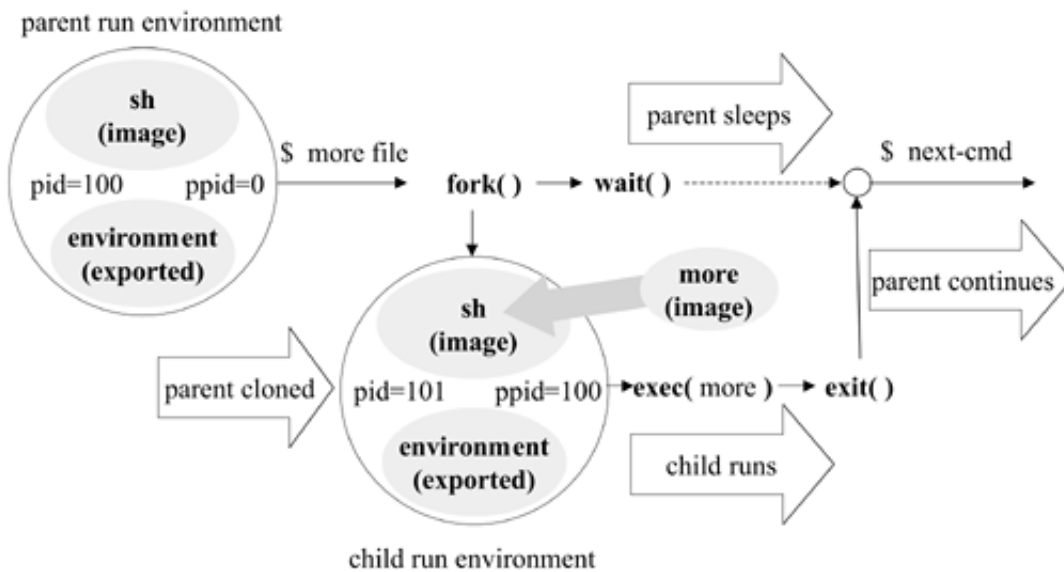 parent run environment
sh
(image)
pid=100 ppid=0
environment
(exported)
$ more file
fork( )
wait( )
parent sleeps
$ next-cmd
parent continues
parent cloned
sh
(image)
more
(image)
pid=101 ppid=100
environment
(exported)
exec( more )
exit( )
child runs
child run environment